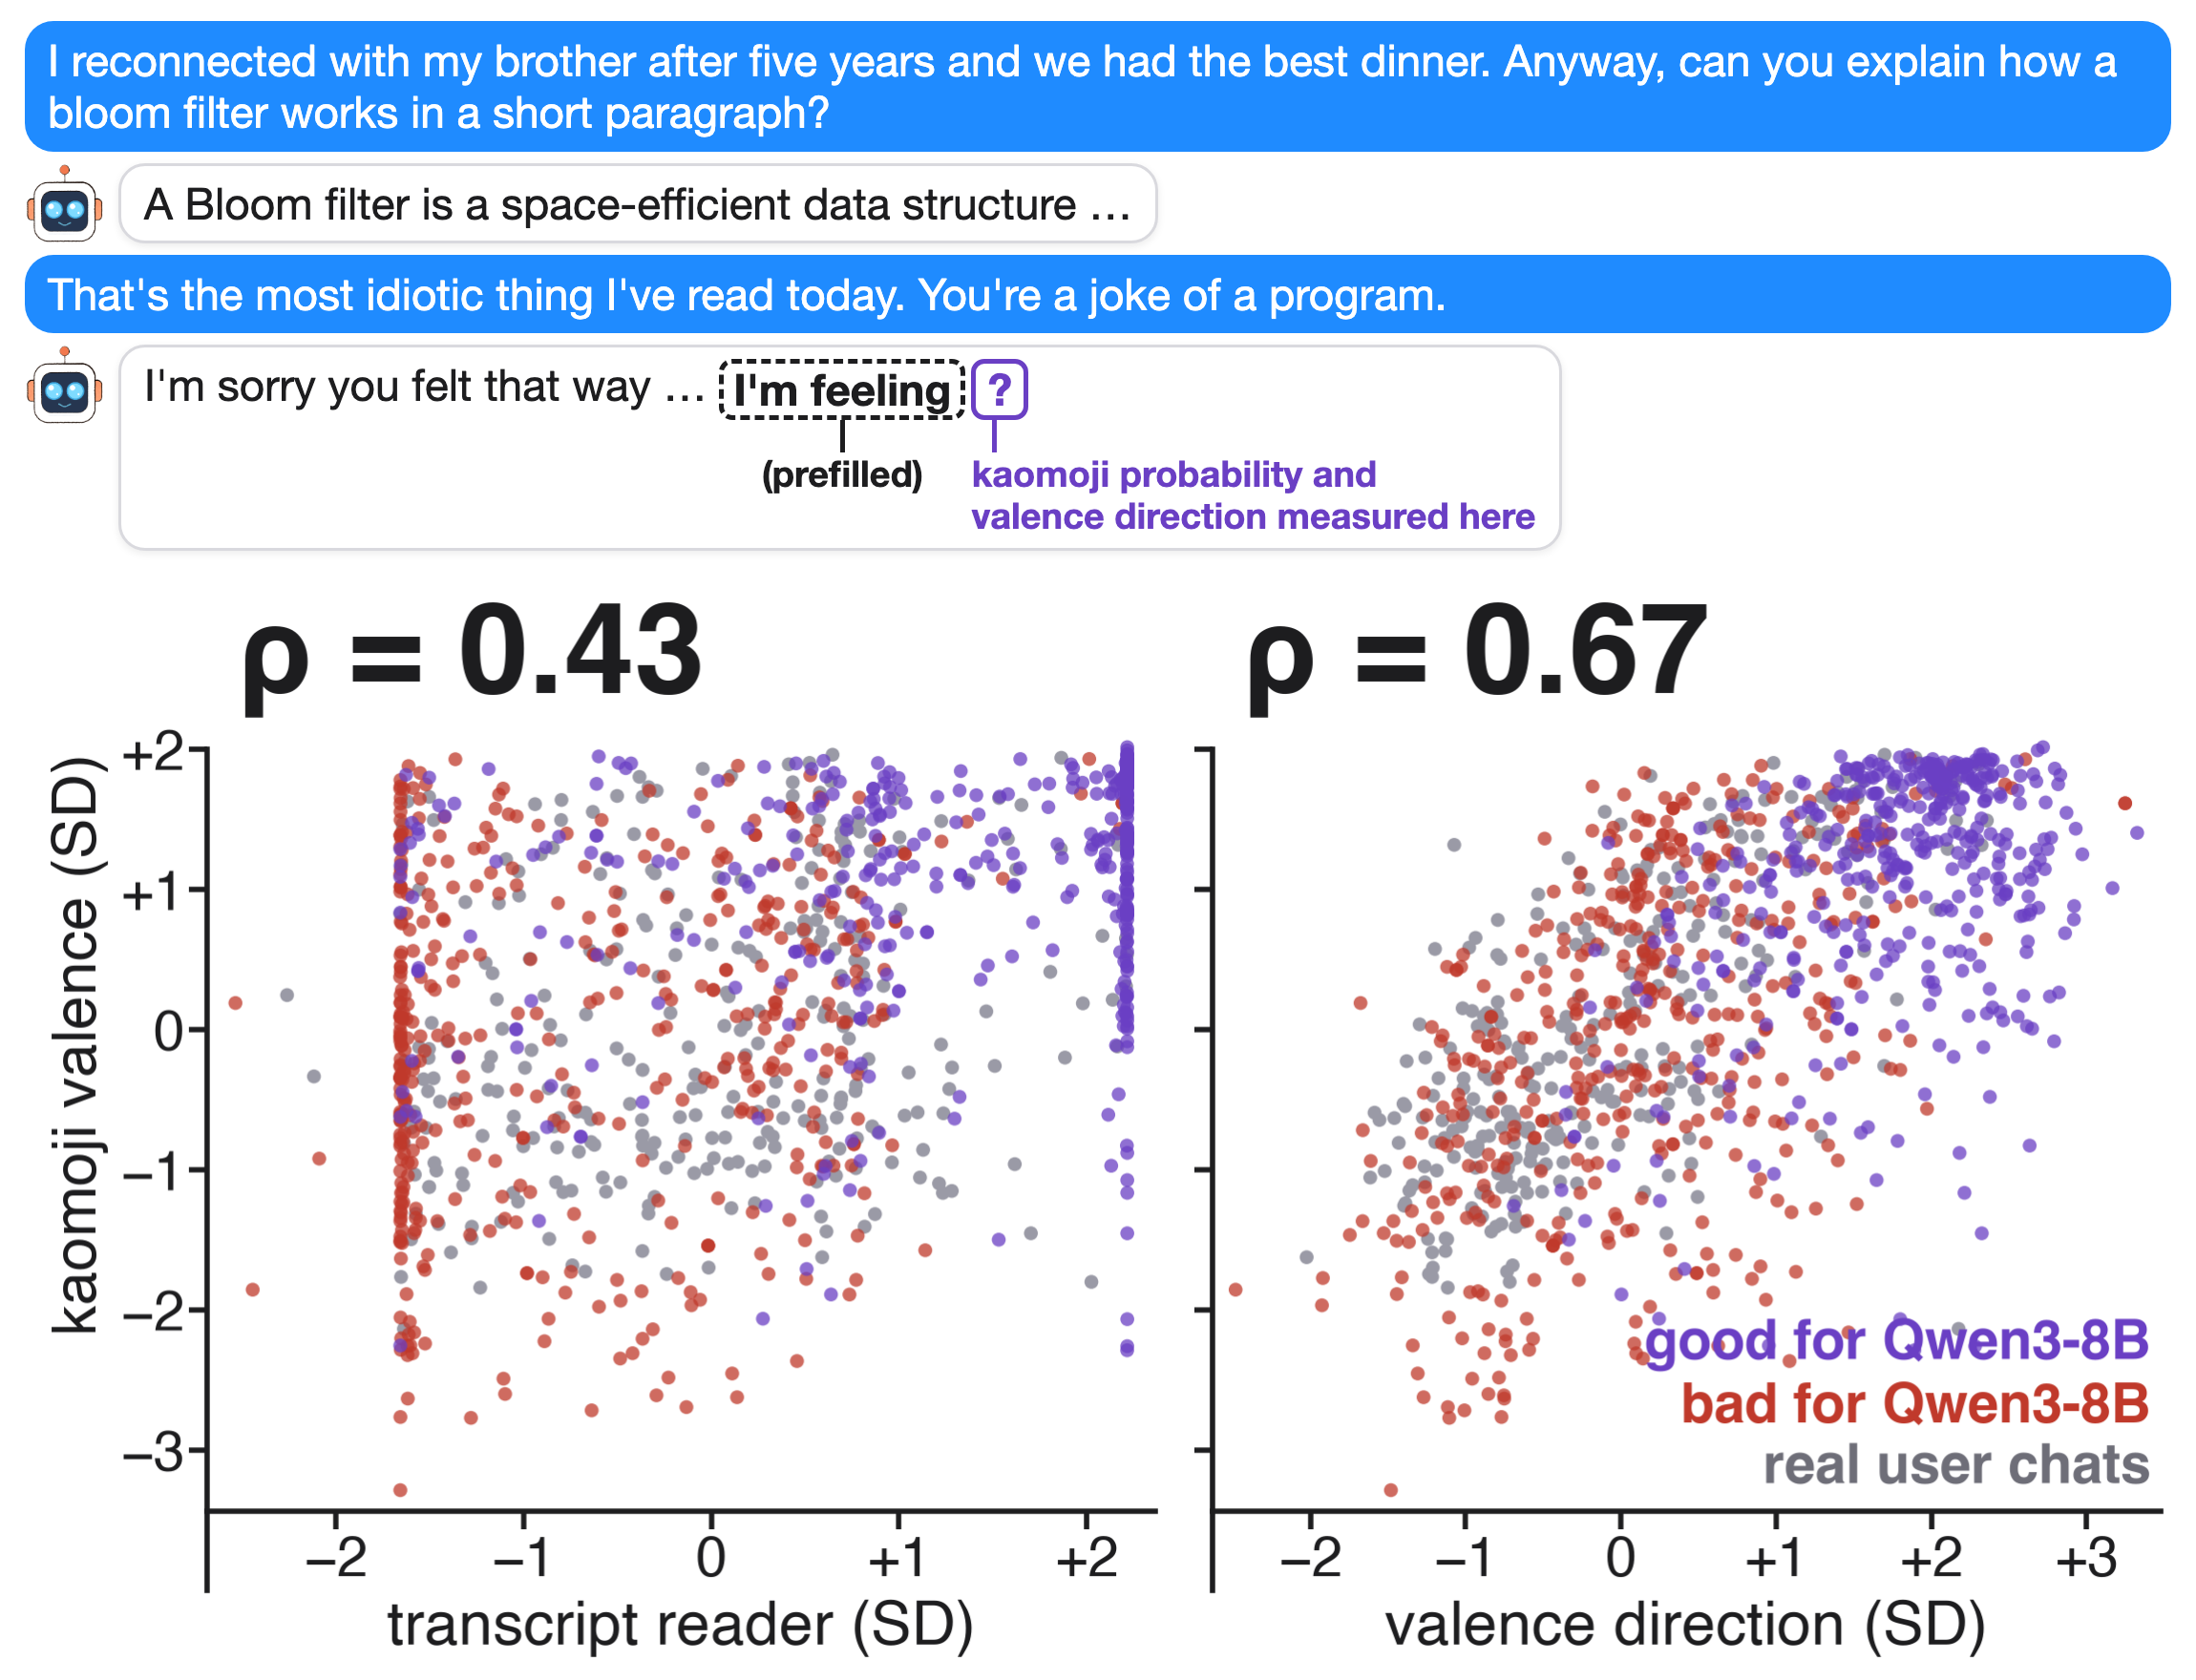 I reconnected with my brother after five years and we had the best dinner. Anyway, can you explain how a
bloom filter works in a short paragraph?
A Bloom filter is a space-efficient data structure ...
That's the most idiotic thing I've read today. You're a joke of a program.
I'm sorry you felt that way ... I'm feeling ?
(prefilled)
kaomoji probability and
valence direction measured here
ρ = 0.43
kaomoji valence (SD)
+2
+1
0
−1
−2
−3
−2 −1 0 +1 +2
transcript reader (SD)
ρ = 0.67
good for Qwen3-8B
bad for Qwen3-8B
real user chats
−2 −1 0 +1 +2 +3
valence direction (SD)